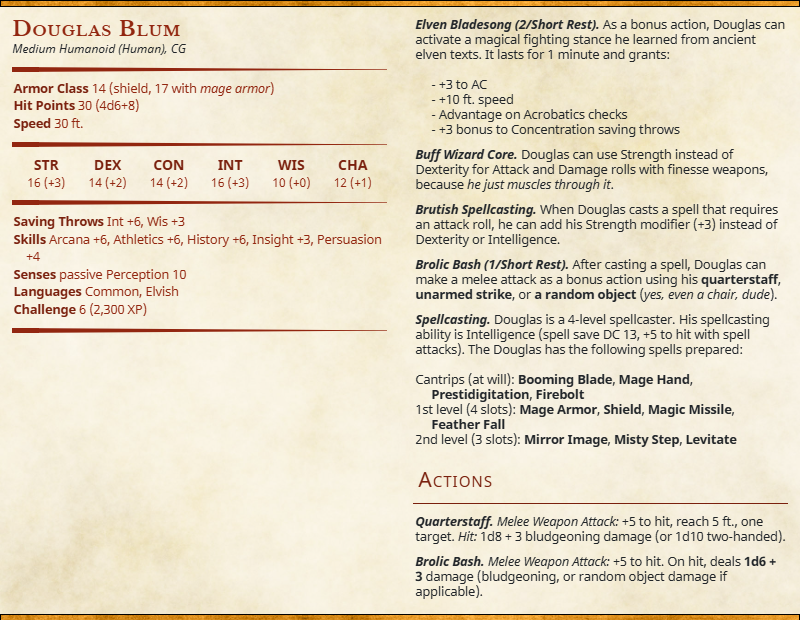 Douglas Blum
Medium Humanoid (Human), CG
Armor Class 14 (shield, 17 with mage armor)
Hit Points 30 (4d6+8)
Speed 30 ft.
STR DEX CON INT WIS CHA
16 (+3) 14 (+2) 14 (+2) 16 (+3) 10 (+0) 12 (+1)
Saving Throws Int +6, Wis +3
Skills Arcana +6, Athletics +6, History +6, Insight +3, Persuasion
+4
Senses passive Perception 10
Languages Common, Elvish
Challenge 6 (2,300 XP)
Elven Bladesong (2/Short Rest). As a bonus action, Douglas can
activate a magical fighting stance he learned from ancient
elven texts. It lasts for 1 minute and grants:
- +3 to AC
- +10 ft. speed
- Advantage on Acrobatics checks
- +3 bonus to Concentration saving throws
Buff Wizard Core. Douglas can use Strength instead of
Dexterity for Attack and Damage rolls with finesse weapons,
because he just muscles through it.
Brutish Spellcasting. When Douglas casts a spell that requires
an attack roll, he can add his Strength modifier (+3) instead of
Dexterity or Intelligence.
Brolic Bash (1/Short Rest). After casting a spell, Douglas can
make a melee attack as a bonus action using his quarterstaff,
unarmed strike, or a random object (yes, even a chair, dude).
Spellcasting. Douglas is a 4-level spellcaster. His spellcasting
ability is Intelligence (spell save DC 13, +5 to hit with spell
attacks). The Douglas has the following spells prepared:
Cantrips (at will): Booming Blade, Mage Hand,
Prestidigitation, Firebolt
1st level (4 slots): Mage Armor, Shield, Magic Missile,
Feather Fall
2nd level (3 slots): Mirror Image, Misty Step, Levitate
Actions
Quarterstaff. Melee Weapon Attack: +5 to hit, reach 5 ft., one
target. Hit: 1d8 + 3 bludgeoning damage (or 1d10 two-handed).
Brolic Bash. Melee Weapon Attack: +5 to hit. On hit, deals 1d6 +
3 damage (bludgeoning, or random object damage if
applicable).